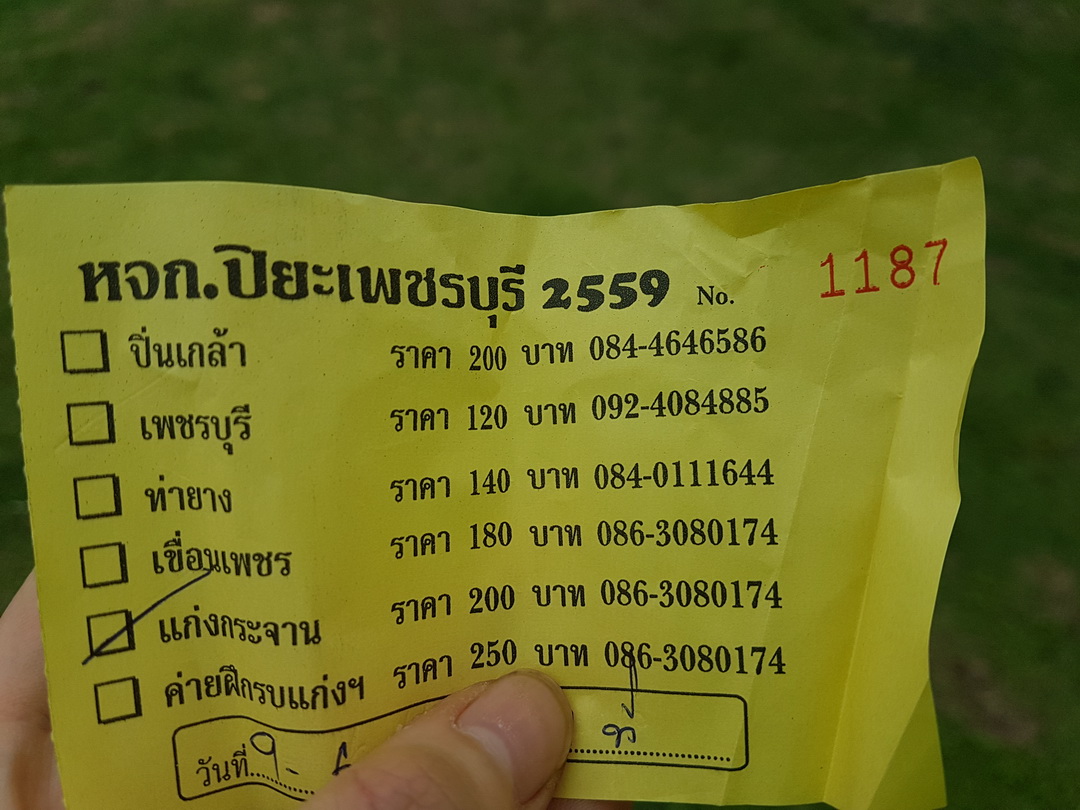 หจก.ปิยะเพชรบุรี 2559 No. 1187
ปิ่นเกล้า ราคา 200 บาท 084-4646586
เพชรบุรี ราคา 120 บาท 092-4084885
ท่ายาง ราคา 140 บาท 084-0111644
เขื่อนเพชร ราคา 180 บาท 086-3080174
แก่งกระจาน ราคา 200 บาท 086-3080174
ค่ายฝึกรบแก่งฯ ราคา 250 บาท 086-3080174
วันที่ 9-